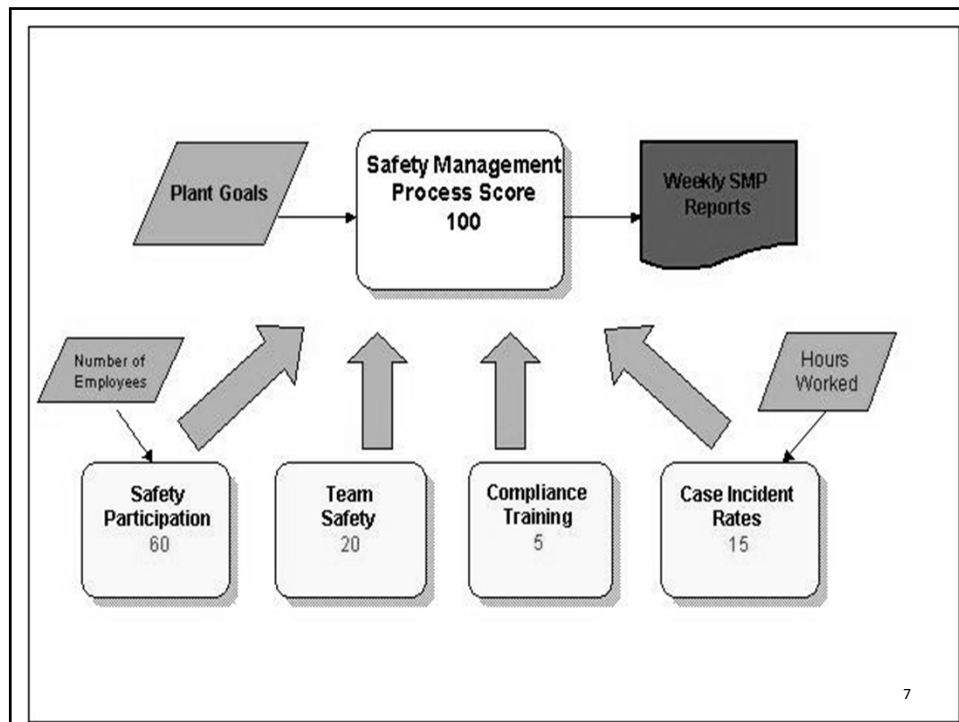 Plant Goals
Safety Management
Process Score
100
Weekly SMP
Reports
Number of
Employees
Hours
Worked
Safety
Participation
60
Team
Safety
20
Compliance
Training
5
Case Incident
Rates
15
7